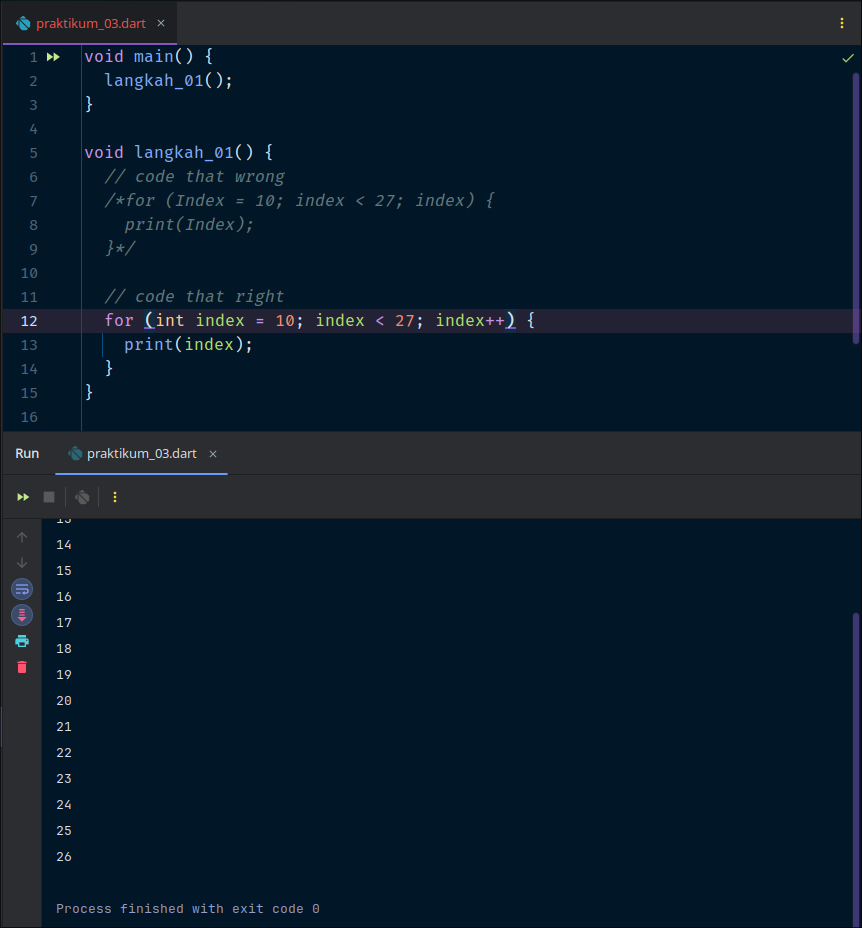 praktikum_03.dart ×
1 void main() {
2 langkah_01();
3 }
4
5 void langkah_01() {
6 // code that wrong
7 /*for (Index = 10; index < 27; index) {
8 print(Index);
9 }*/
10
11 // code that right
12 for (int index = 10; index < 27; index++) {
13 print(index);
14 }
15 }
16
Run praktikum_03.dart ×
13
14
15
16
17
18
19
20
21
22
23
24
25
26
Process finished with exit code 0